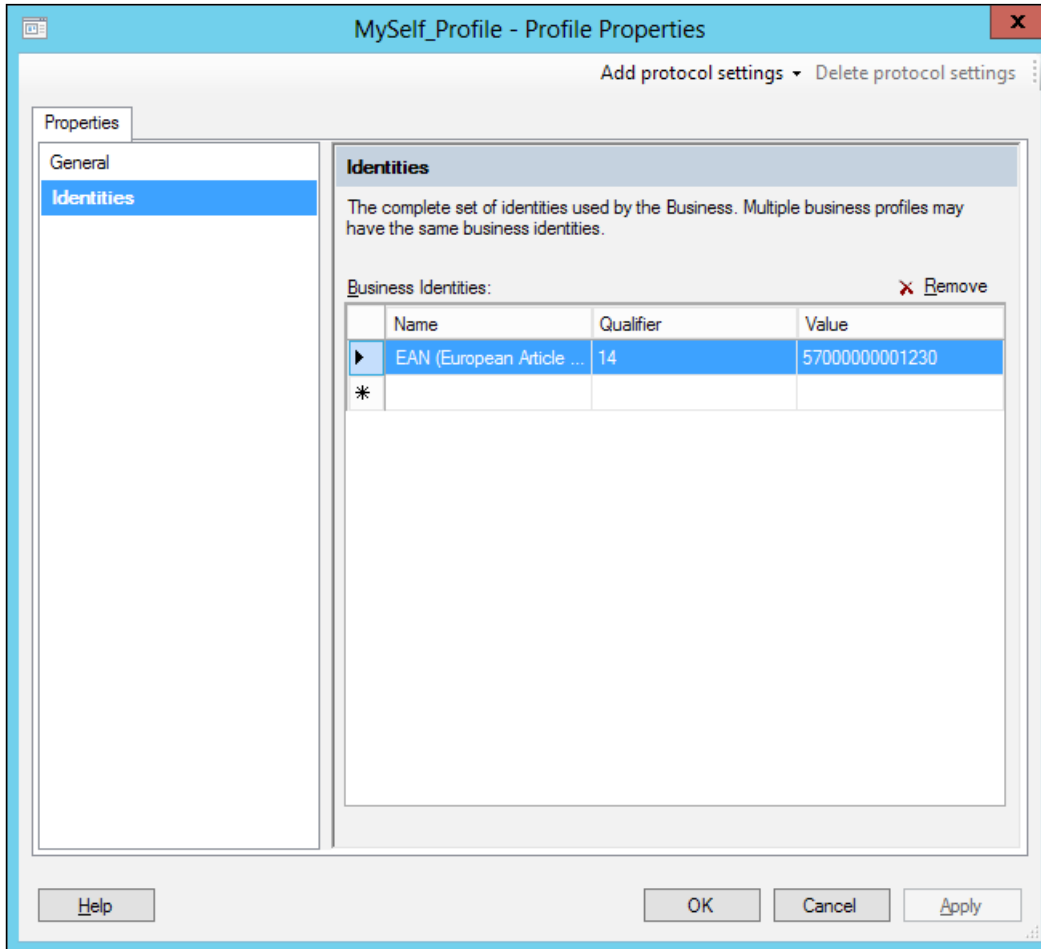 MySelf_Profile - Profile Properties
x
Add protocol settings Delete protocol settings
Properties
General
Identities
Identities
The complete set of identities used by the Business. Multiple business profiles may
have the same business identities.
Business Identities: Remove
Name Qualifier Value
EAN (European Article ... 14 57000000001230
Help OK Cancel Apply